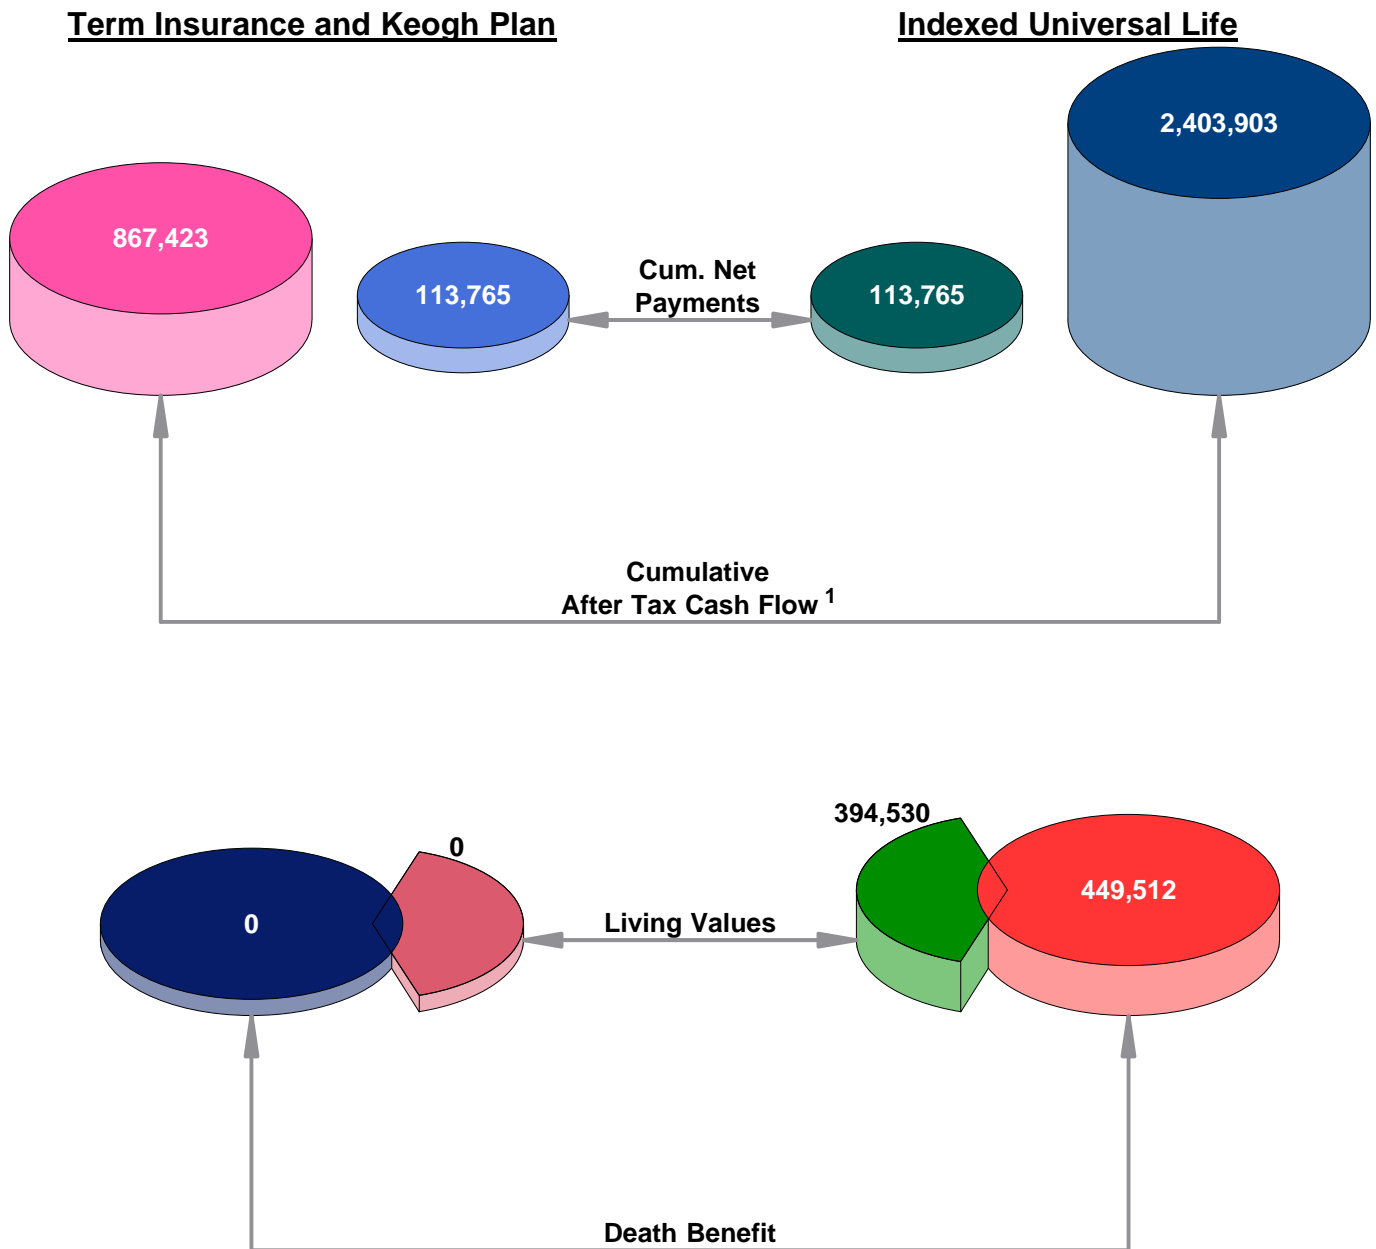 Term Insurance and Keogh Plan
Indexed Universal Life
2,403,903
867,423
113,765
Cum. Net
Payments
113,765
Cumulative
After Tax Cash Flow 1
394,530
0
0
Living Values
449,512
Death Benefit